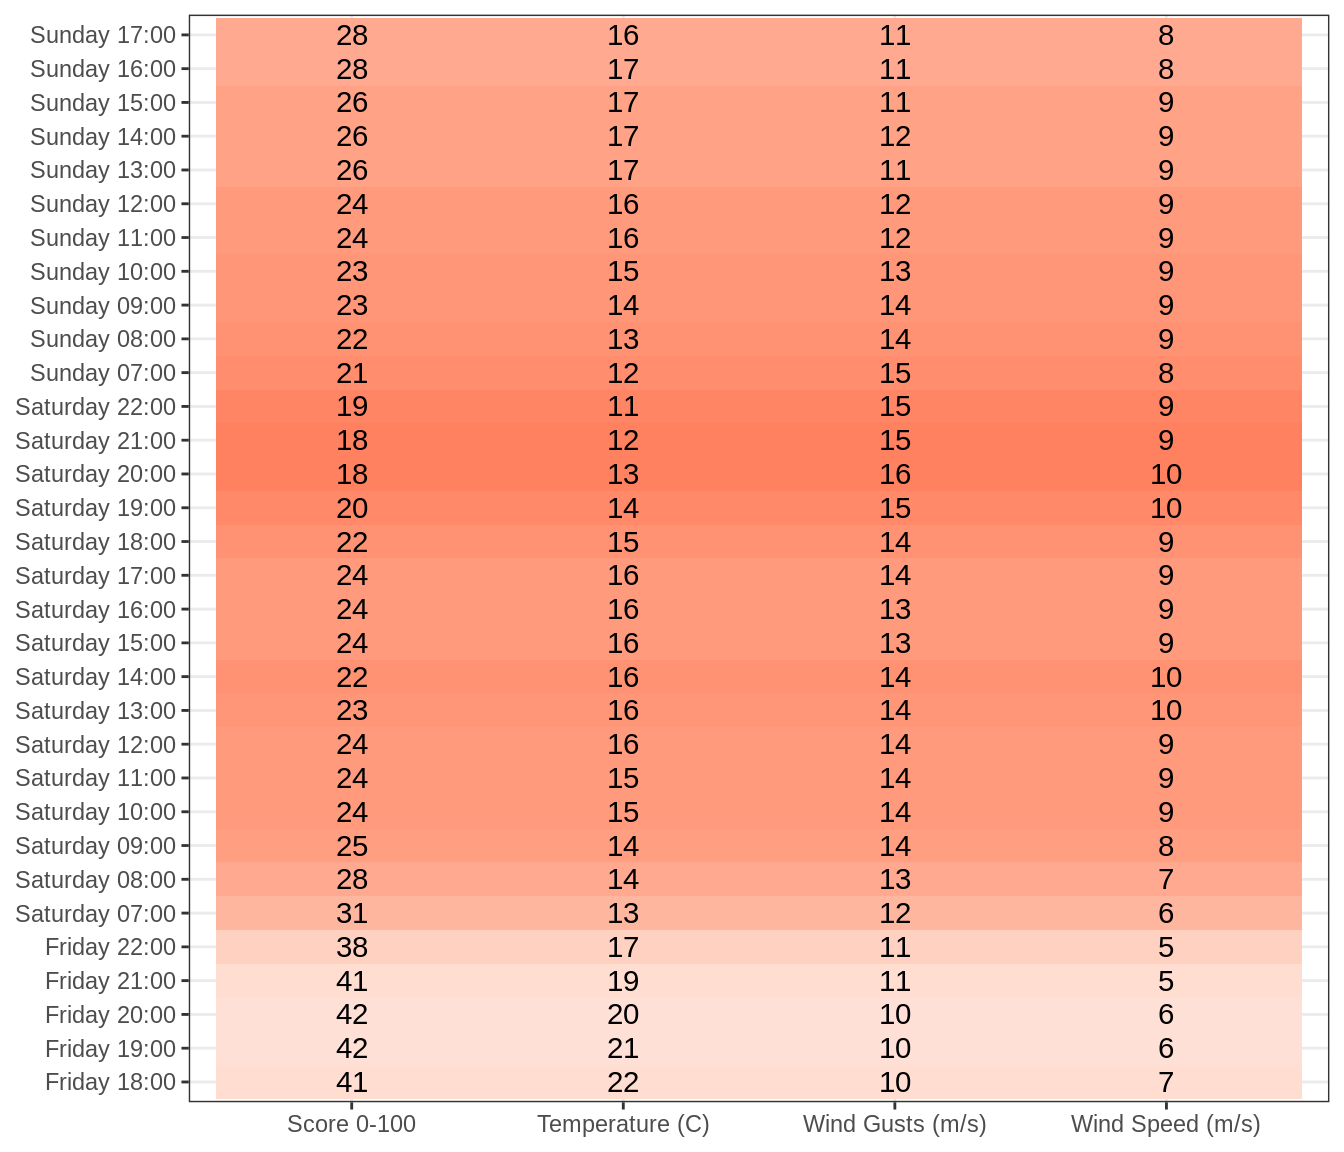 Sunday 17:00 28 16 11 8
Sunday 16:00 28 17 11 8
Sunday 15:00 26 17 11 9
Sunday 14:00 26 17 12 9
Sunday 13:00 26 17 11 9
Sunday 12:00 24 16 12 9
Sunday 11:00 24 16 12 9
Sunday 10:00 23 15 13 9
Sunday 09:00 23 14 14 9
Sunday 08:00 22 13 14 9
Sunday 07:00 21 12 15 8
Saturday 22:00 19 11 15 9
Saturday 21:00 18 12 15 9
Saturday 20:00 18 13 16 10
Saturday 19:00 20 14 15 10
Saturday 18:00 22 15 14 9
Saturday 17:00 24 16 14 9
Saturday 16:00 24 16 13 9
Saturday 15:00 24 16 13 9
Saturday 14:00 22 16 14 10
Saturday 13:00 23 16 14 10
Saturday 12:00 24 16 14 9
Saturday 11:00 24 15 14 9
Saturday 10:00 24 15 14 9
Saturday 09:00 25 14 14 8
Saturday 08:00 28 14 13 7
Saturday 07:00 31 13 12 6
Friday 22:00 38 17 11 5
Friday 21:00 41 19 11 5
Friday 20:00 42 20 10 6
Friday 19:00 42 21 10 6
Friday 18:00 41 22 10 7
Score 0-100 Temperature (C) Wind Gusts (m/s) Wind Speed (m/s)